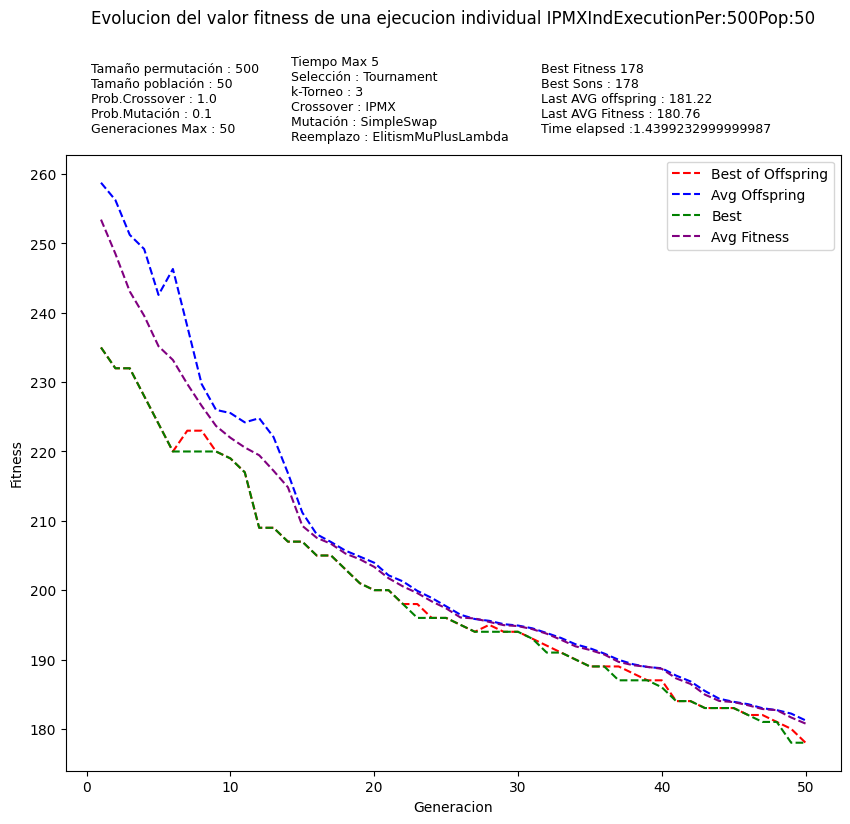 Evolucion del valor fitness de una ejecucion individual IPMXIndExecutionPer:500Pop:50
Tamaño permutación : 500
Tamaño población : 50
Prob.Crossover : 1.0
Prob.Mutación : 0.1
Generaciones Max : 50
Tiempo Max 5
Selección : Tournament
k-Torneo : 3
Crossover : IPMX
Mutación : SimpleSwap
Reemplazo : ElitismMuPlusLambda
Best Fitness 178
Best Sons : 178
Last AVG offspring : 181.22
Last AVG Fitness : 180.76
Time elapsed :1.4399232999999987
Best of Offspring
Avg Offspring
Best
Avg Fitness
Fitness
260
250
240
230
220
210
200
190
180
0 10 20 30 40 50
Generacion